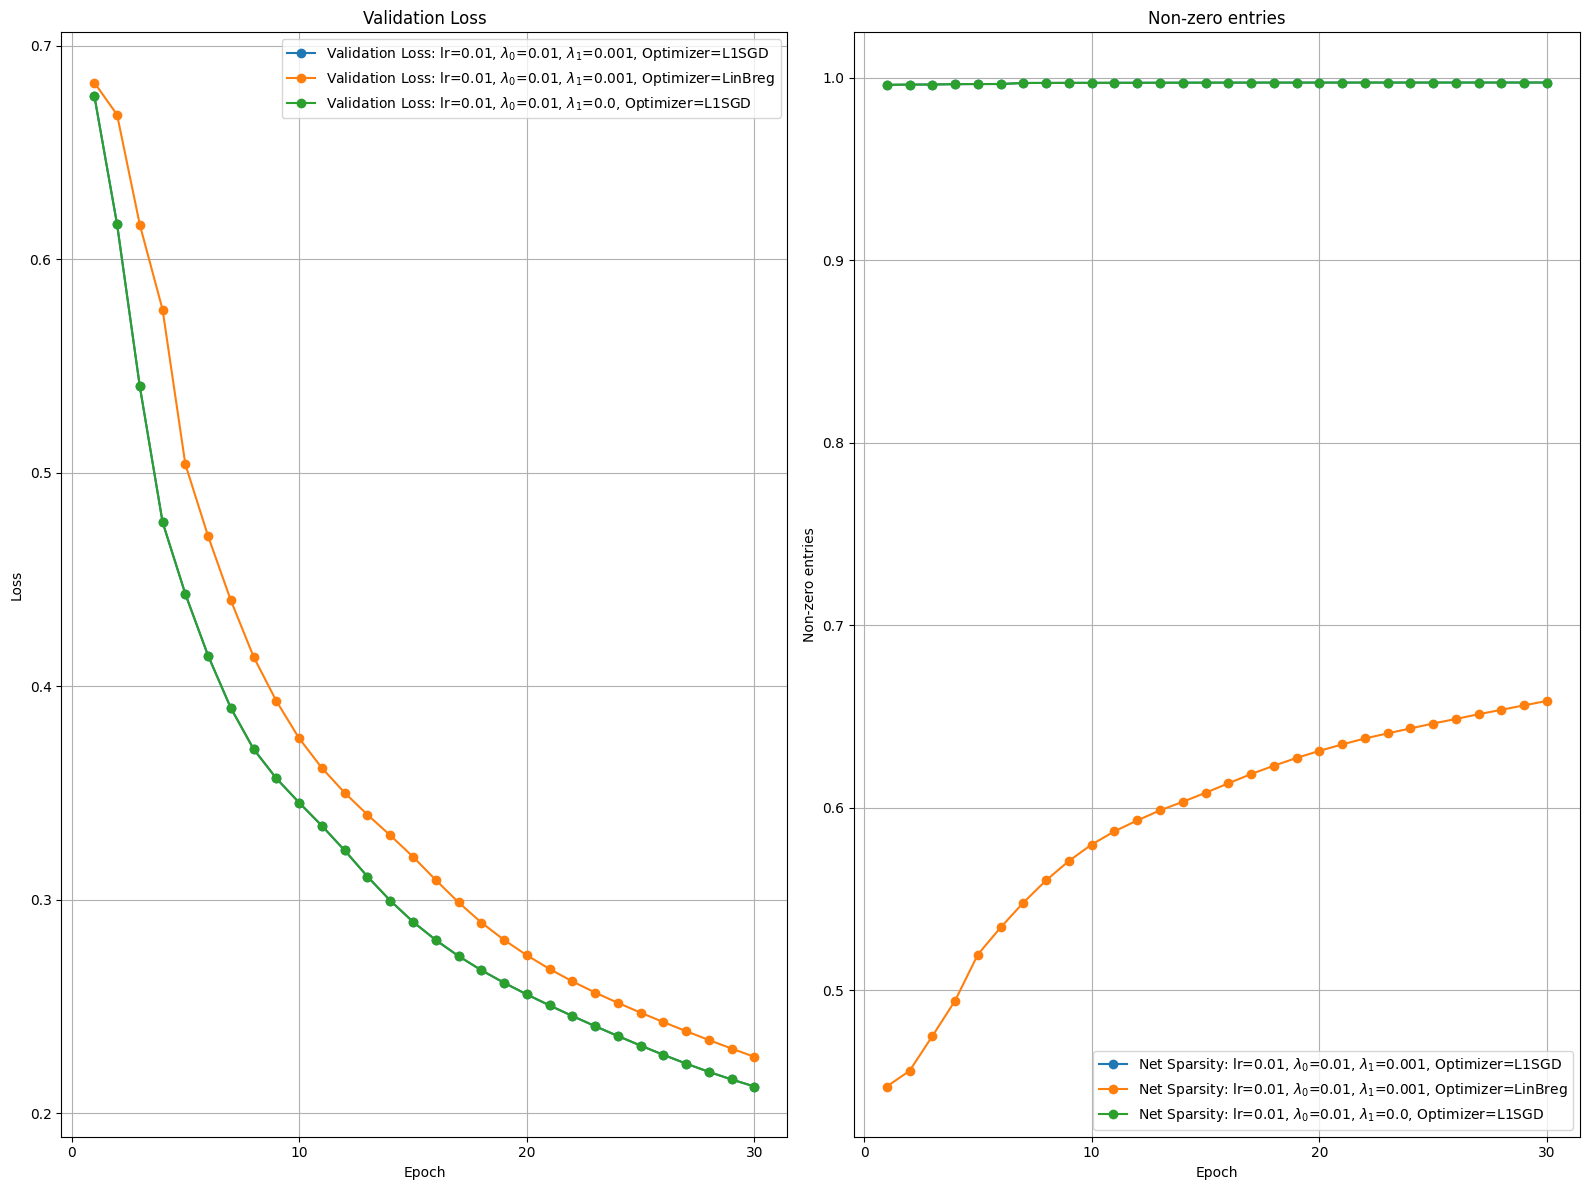 Validation Loss
Validation Loss: lr=0.01, λ₀=0.01, λ₁=0.001, Optimizer=L1SGD
Validation Loss: lr=0.01, λ₀=0.01, λ₁=0.001, Optimizer=LinBreg
Validation Loss: lr=0.01, λ₀=0.01, λ₁=0.0, Optimizer=L1SGD
0.7
0.6
0.5
0.4
0.3
0.2
Loss
0
10
20
30
Epoch
Non-zero entries
1.0
0.9
0.8
0.7
0.6
0.5
Non-zero entries
Net Sparsity: lr=0.01, λ₀=0.01, λ₁=0.001, Optimizer=L1SGD
Net Sparsity: lr=0.01, λ₀=0.01, λ₁=0.001, Optimizer=LinBreg
Net Sparsity: lr=0.01, λ₀=0.01, λ₁=0.0, Optimizer=L1SGD
0
10
20
30
Epoch